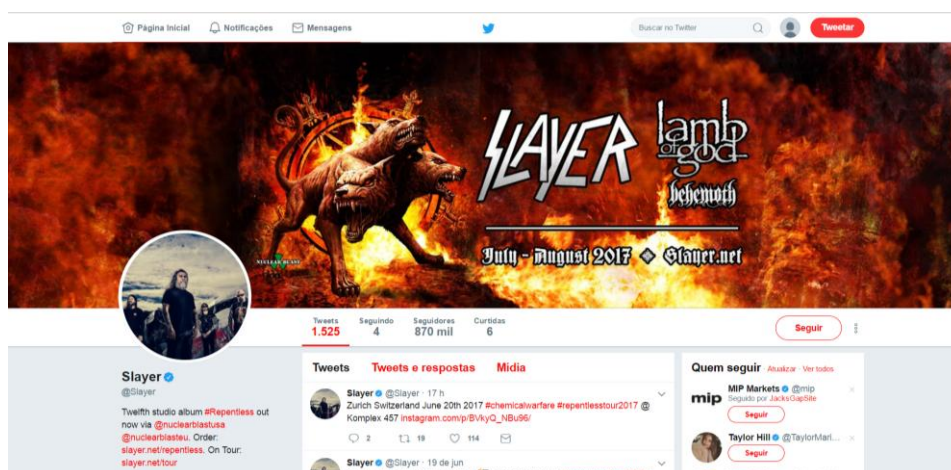 Página Inicial Notificações Mensagens Buscar no Twitter Tweetar
SLAYER
lamb of god
behemoth
NUCLEAR BLAST
July - August 2017 Slayer.net
Tweets Seguindo Seguidores Curtidas
1.525 4 870 mil 6
Seguir
Slayer
@Slayer
Twelfth studio album #Repentless out
now via @nuclearblastusa
@nuclearblasteu. Order:
slayer.net/repentless. On Tour:
slayer.net/tour
Tweets Tweets e respostas Mídia
Slayer @Slayer · 17 h
Zurich Switzerland June 20th 2017 #chemicalwarfare #repentlesstour2017 @
Komplex 457 instagram.com/p/BVkyQ_NBu96/
2 19 114
Slayer @Slayer · 19 de jun
Quem seguir · Atualizar · Ver todos
mip
MIP Markets @mip
Seguido por JacksGapSite
Seguir
Taylor Hill @TaylorMari...
Seguir